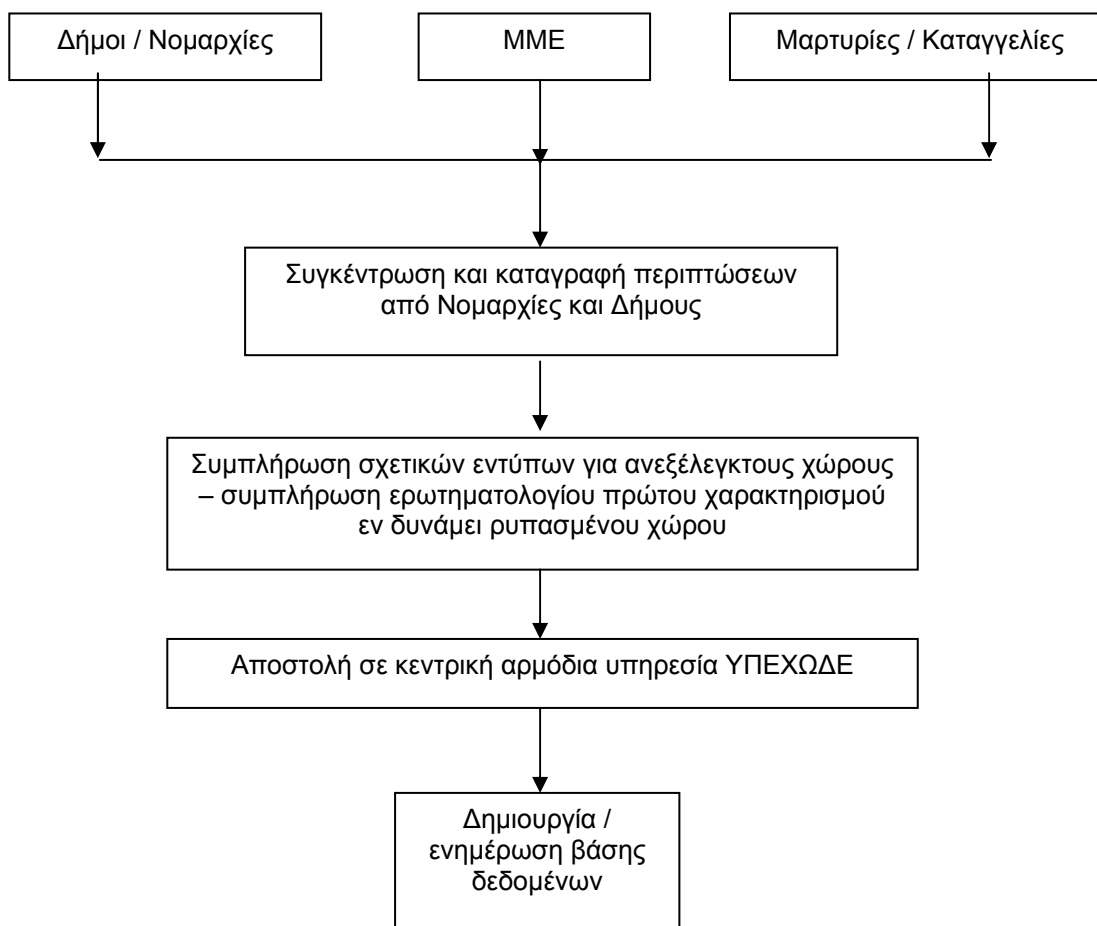 Δήμοι / Νομαρχίες
ΜΜΕ
Μαρτυρίες / Καταγγελίες
Συγκέντρωση και καταγραφή περιπτώσεων
από Νομαρχίες και Δήμους
Συμπλήρωση σχετικών εντύπων για ανεξέλεγκτους χώρους
– συμπλήρωση ερωτηματολογίου πρώτου χαρακτηρισμού
εν δυνάμει ρυπασμένου χώρου
Αποστολή σε κεντρική αρμόδια υπηρεσία ΥΠΕΧΩΔΕ
Δημιουργία /
ενημέρωση βάσης
δεδομένων